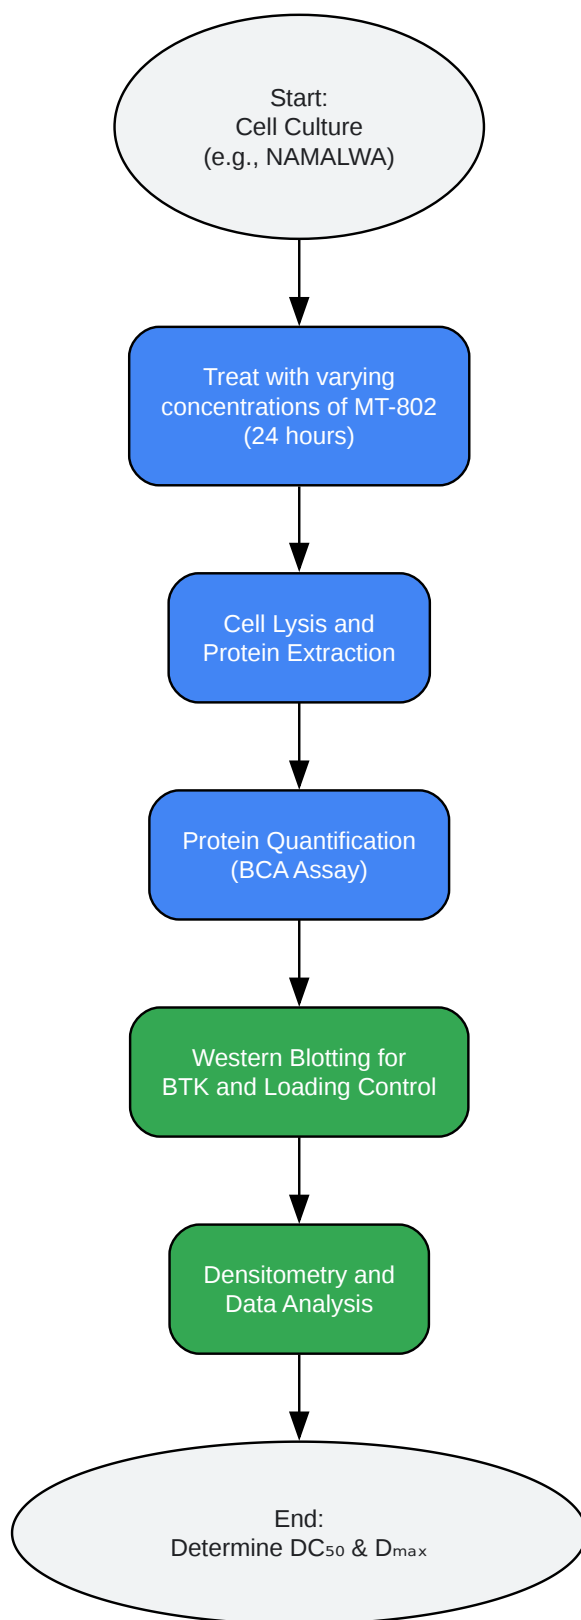 Start:
Cell Culture
(e.g., NAMALWA)
Treat with varying
concentrations of MT-802
(24 hours)
Cell Lysis and
Protein Extraction
Protein Quantification
(BCA Assay)
Western Blotting for
BTK and Loading Control
Densitometry and
Data Analysis
End:
Determine DC₅₀ & Dₘₐₓ